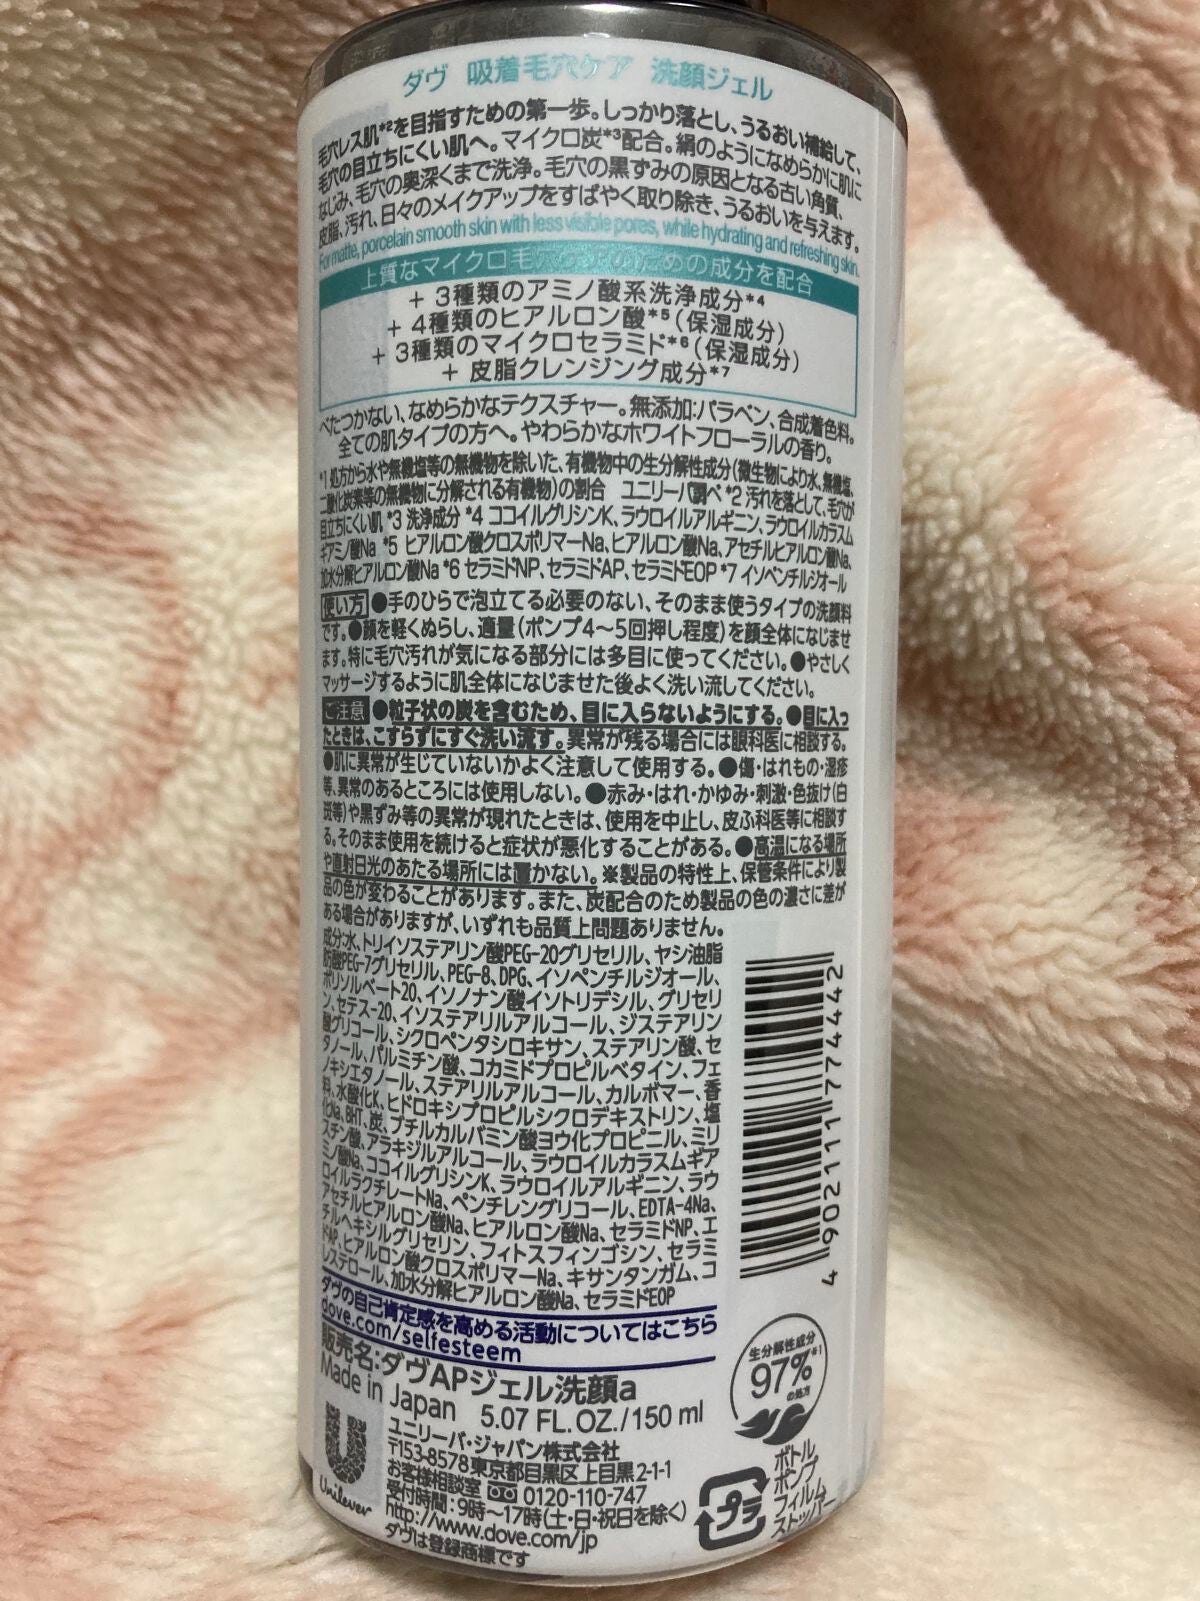 ダヴ 吸着毛穴ケア 洗顔ジェル
毛穴レス肌*2を目指すための第一歩。しっかり落とし、うるおい補給して、
毛穴の目立ちにくい肌へ。マイクロ炭*3配合。絹のようになめらかに肌に
なじみ、毛穴の奥深くまで洗浄。毛穴の黒ずみの原因となる古い角質、
皮脂、汚れ、日々のメイクアップをすばやく取り除き、うるおいを与えます。
For matte, porcelain smooth skin with less visible pores, while hydrating and refreshing skin.
上質なマイクロ毛穴ケアのための成分を配合
+ 3種類のアミノ酸系洗浄成分*4
+ 4種類のヒアルロン酸*5(保湿成分)
+ 3種類のマイクロセラミド*6(保湿成分)
+ 皮脂クレンジング成分*7
べたつかない、なめらかなテクスチャー。無添加:パラベン、合成着色料。
全ての肌タイプの方へ。やわらかなホワイトフローラルの香り。
*1 処方から水や無機塩等の無機物を除いた、有機物中の生分解性成分(微生物により水、無機塩、
二酸化炭素等の無機物に分解される有機物)の割合 ユニリーバ調べ *2 汚れを落として、毛穴が
目立ちにくい肌 *3 洗浄成分 *4 ココイルグリシンK、ラウロイルアルギニン、ラウロイルカラスム
ギアミノ酸Na *5 ヒアルロン酸クロスポリマーNa、ヒアルロン酸Na、アセチルヒアルロン酸Na、
加水分解ヒアルロン酸Na *6 セラミドNP、セラミドAP、セラミドEOP *7 イソペンチルジオール
使い方 ●手のひらで泡立てる必要のない、そのまま使うタイプの洗顔料
です。●顔を軽くぬらし、適量(ポンプ4〜5回押し程度)を顔全体になじませ
ます。特に毛穴汚れが気になる部分には多目に使ってください。●やさしく
マッサージするように肌全体になじませた後よく洗い流してください。
ご注意 ●粒子状の炭を含むため、目に入らないようにする。●目に入っ
たときは、こすらずにすぐ洗い流す。異常が残る場合には眼科医に相談する。
●肌に異常が生じていないかよく注意して使用する。●傷・はれもの・湿疹
等、異常のあるところには使用しない。●赤み・はれ・かゆみ・刺激・色抜け(白
斑等)や黒ずみ等の異常が現れたときは、使用を中止し、皮ふ科医等に相談す
る。そのまま使用を続けると症状が悪化することがある。●高温になる場所
や直射日光のあたる場所には置かない。※製品の特性上、保管条件により製
品の色が変わることがあります。また、炭配合のため製品の色の濃さに差が
ある場合がありますが、いずれも品質上問題ありません。
成分:水、トリイソステアリン酸PEG-20グリセリル、ヤシ油脂
肪酸PEG-7グリセリル、PEG-8、DPG、イソペンチルジオール、
ポリソルベート20、イソノナン酸イソトリデシル、グリセリ
ン、セテス-20、イソステアリルアルコール、ジステアリン
酸グリコール、シクロペンタシロキサン、ステアリン酸、セ
タノール、パルミチン酸、コカミドプロピルベタイン、フェ
ノキシエタノール、ステアリルアルコール、カルボマー、香
料、水酸化K、ヒドロキシプロピルシクロデキストリン、塩
化Na、BHT、炭、ブチルカルバミン酸ヨウ化プロピニル、ミリ
スチン酸、アラキジルアルコール、ラウロイルカラスムギア
ミノ酸Na、ココイルグリシンK、ラウロイルアルギニン、ラウ
ロイルラクチレートNa、ペンチレングリコール、EDTA-4Na、
アセチルヒアルロン酸Na、ヒアルロン酸Na、セラミドNP、エ
チルヘキシルグリセリン、フィトスフィンゴシン、セラミ
ドAP、ヒアルロン酸クロスポリマーNa、キサンタンガム、コ
レステロール、加水分解ヒアルロン酸Na、セラミドEOP
4 902111 774442
ダヴの自己肯定感を高める活動についてはこちら
dove.com/selfesteem
生分解性成分
97%*1
の処方
販売名:ダヴAPジェル洗顔a
Made in Japan 5.07 FL.OZ./150 ml
Unilever
ユニリーバ・ジャパン株式会社
〒153-8578 東京都目黒区上目黒2-1-1
お客様相談室 0120-110-747
受付時間:9時〜17時(土・日・祝日を除く)
http://www.dove.com/jp
ダヴは登録商標です
プラ
ボトル
ポンプ
フィルム
ストッパー